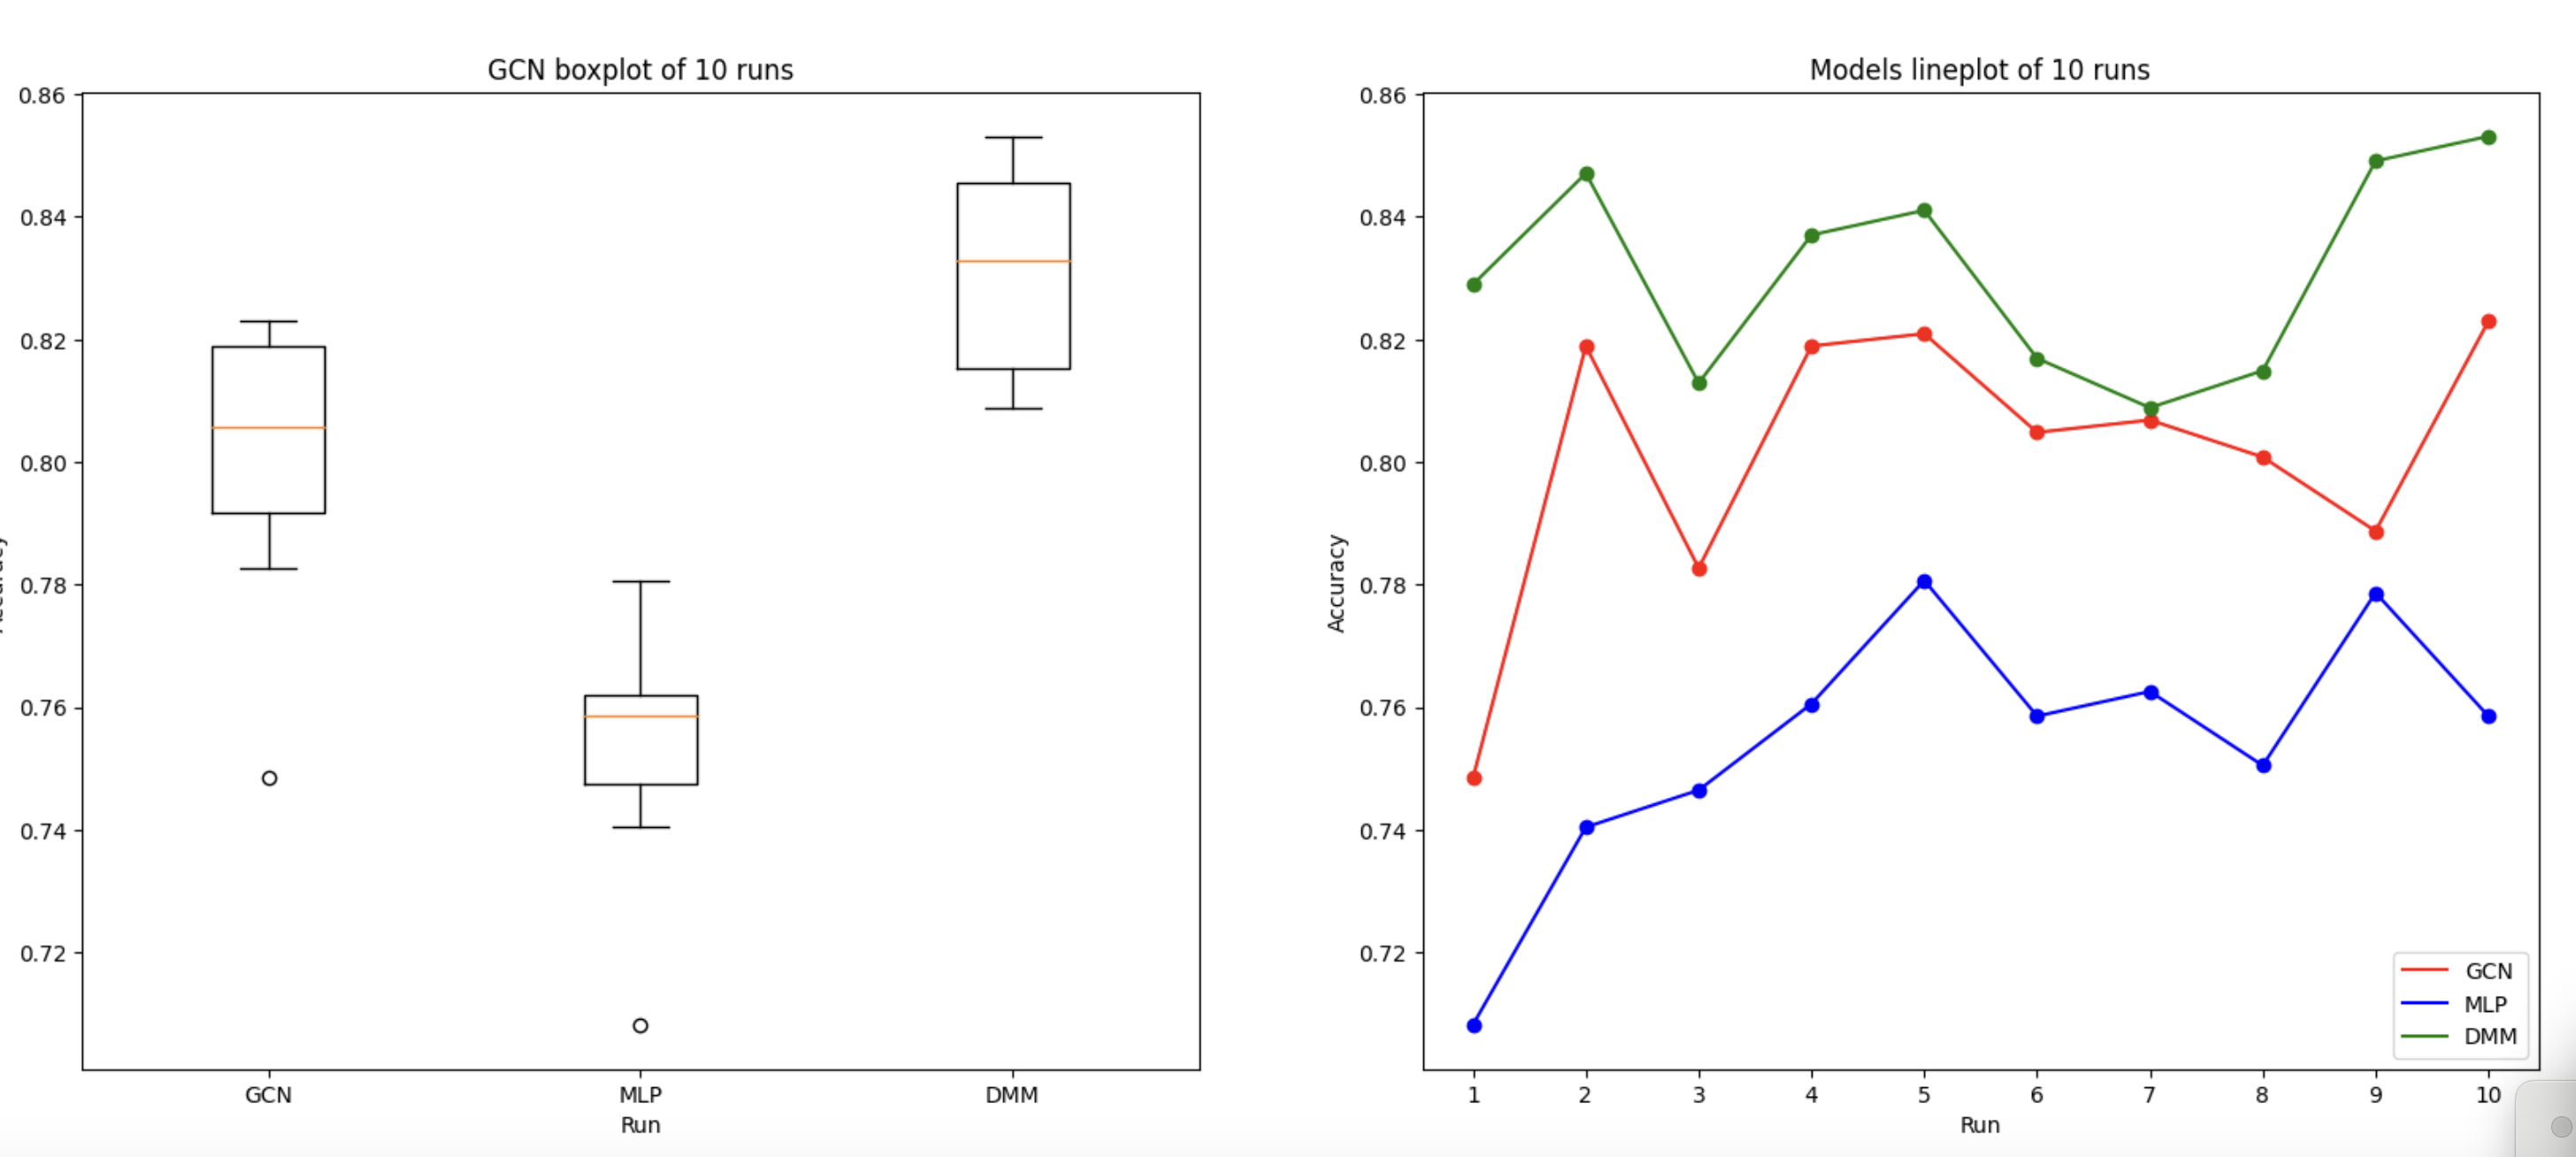 GCN boxplot of 10 runs
0.86
0.84
0.82
0.80
0.78
0.76
0.74
0.72
GCN MLP DMM
Run
Models lineplot of 10 runs
Accuracy
0.86
0.84
0.82
0.80
0.78
0.76
0.74
0.72
GCN
MLP
DMM
1 2 3 4 5 6 7 8 9 10
Run